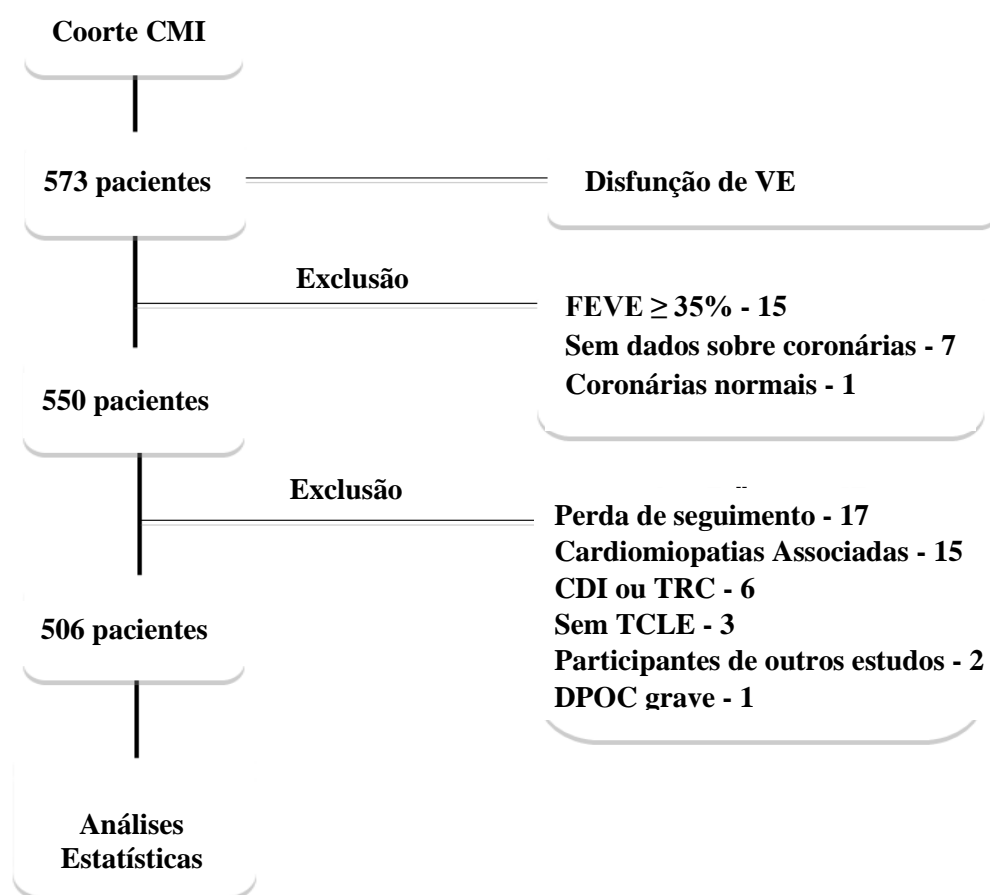 Coorte CMI
573 pacientes
Disfunção de VE
Exclusão
FEVE ≥ 35% - 15
Sem dados sobre coronárias - 7
Coronárias normais - 1
550 pacientes
Exclusão
--
Perda de seguimento - 17
Cardiomiopatias Associadas - 15
CDI ou TRC - 6
Sem TCLE - 3
Participantes de outros estudos - 2
DPOC grave - 1
506 pacientes
Análises
Estatísticas